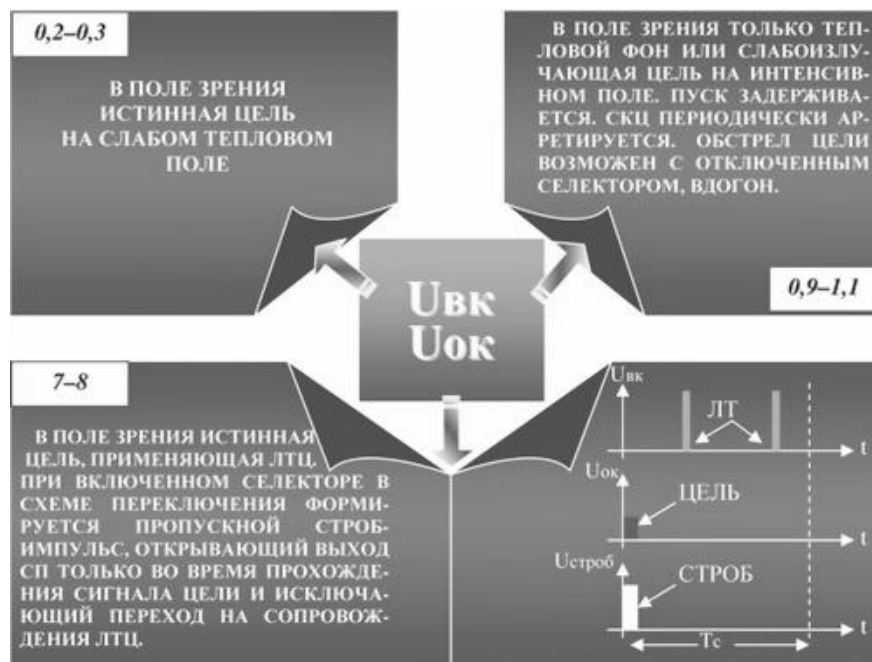 0,2–0,3
В ПОЛЕ ЗРЕНИЯ
ИСТИННАЯ ЦЕЛЬ
НА СЛАБОМ ТЕПЛОВОМ
ПОЛЕ
В ПОЛЕ ЗРЕНИЯ ТОЛЬКО ТЕП-
ЛОВОЙ ФОН ИЛИ СЛАБОИЗЛУ-
ЧАЮЩАЯ ЦЕЛЬ НА ИНТЕНСИВ-
НОМ ПОЛЕ. ПУСК ЗАДЕРЖИВА-
ЕТСЯ. СКЦ ПЕРИОДИЧЕСКИ АР-
РЕТИРУЕТСЯ. ОБСТРЕЛ ЦЕЛИ
ВОЗМОЖЕН С ОТКЛЮЧЕННЫМ
СЕЛЕКТОРОМ, ВДОГОН.
0,9–1,1
Uвк
Uок
7–8
В ПОЛЕ ЗРЕНИЯ ИСТИННАЯ
ЦЕЛЬ, ПРИМЕНЯЮЩАЯ ЛТЦ.
ПРИ ВКЛЮЧЕННОМ СЕЛЕКТОРЕ В
СХЕМЕ ПЕРЕКЛЮЧЕНИЯ ФОРМИ-
РУЕТСЯ ПРОПУСКНОЙ СТРОБ-
ИМПУЛЬС, ОТКРЫВАЮЩИЙ ВЫХОД
СП ТОЛЬКО ВО ВРЕМЯ ПРОХОЖДЕ-
НИЯ СИГНАЛА ЦЕЛИ И ИСКЛЮЧА-
ЮЩИЙ ПЕРЕХОД НА СОПРОВОЖ-
ДЕНИЯ ЛТЦ.
Uвк
ЛТ
t
Uок
ЦЕЛЬ
t
Uстроб
СТРОБ
t
Тс